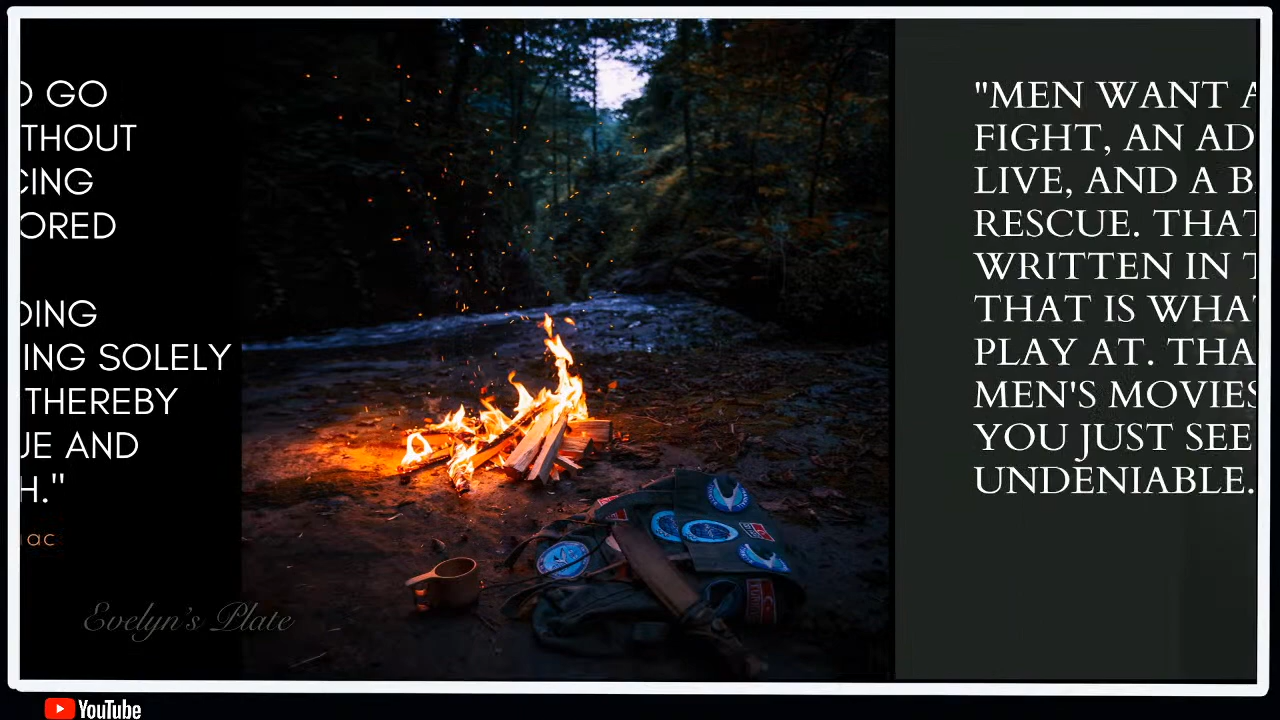 GO
THOUT
CING
ORED
DING
ING SOLELY
THEREBY
UE AND
H."
ac
Evelyn's Plate
"MEN WANT A
FIGHT, AN AD
LIVE, AND A B
RESCUE. THAT
WRITTEN IN T
THAT IS WHAT
PLAY AT. THA
MEN'S MOVIES
YOU JUST SEE
UNDENIABLE.
YouTube